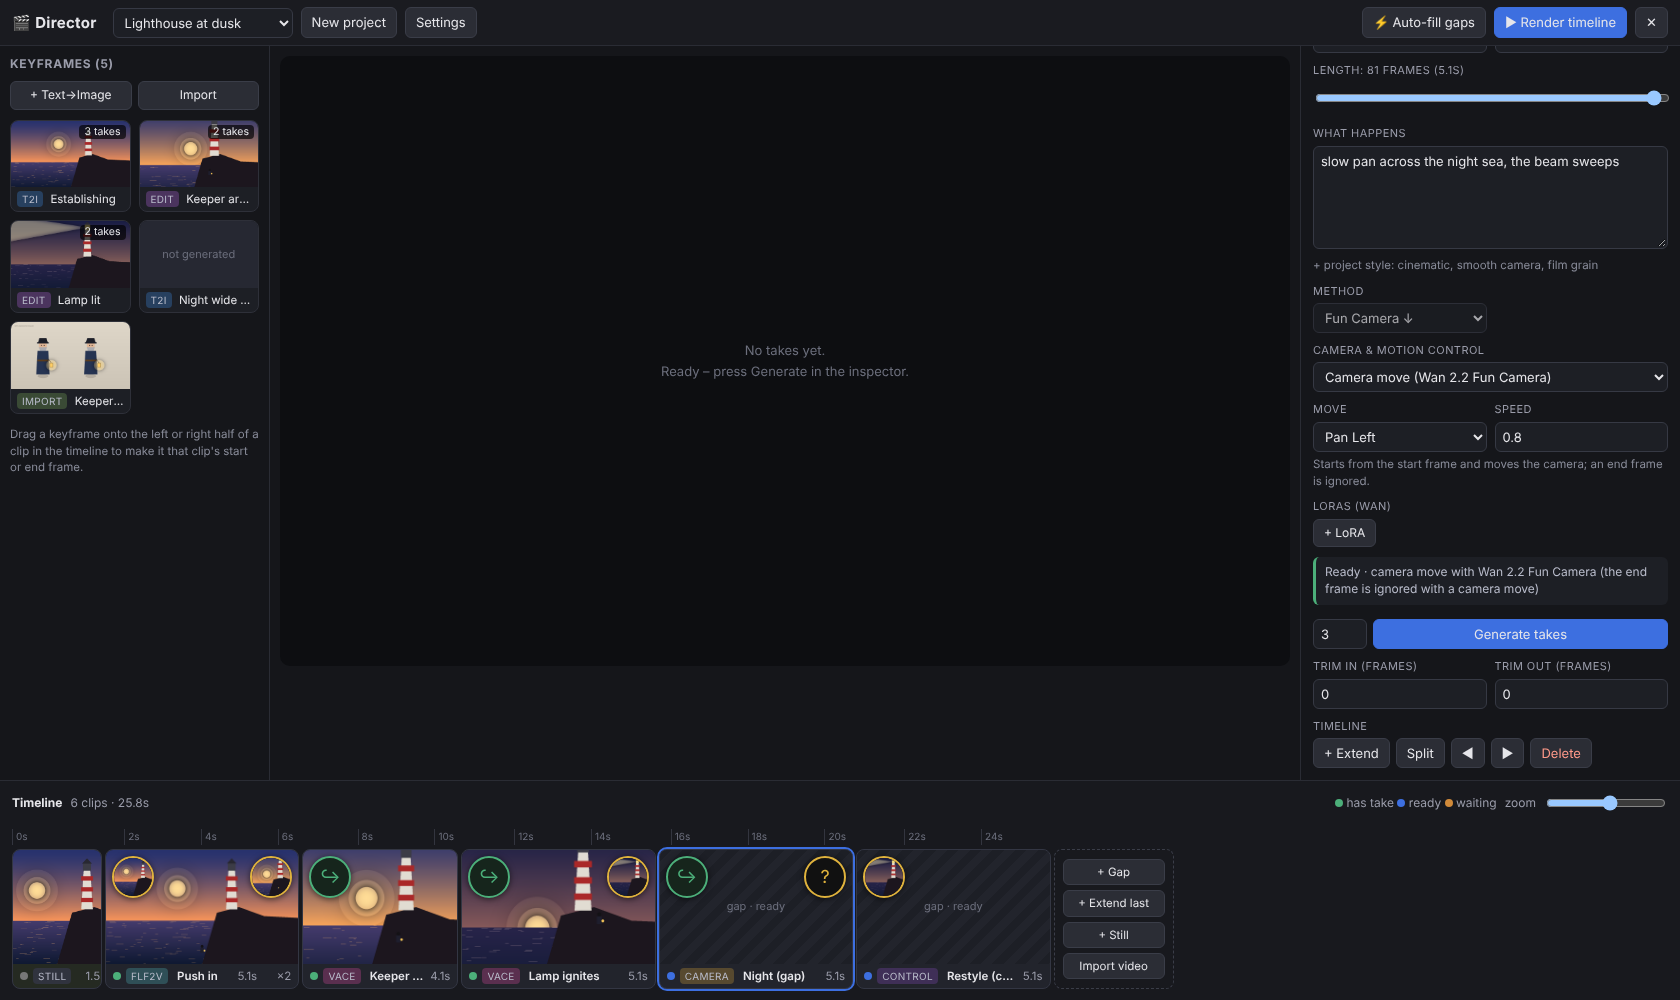 🎬 Director
Lighthouse at dusk
New project
Settings
⚡ Auto-fill gaps
▶ Render timeline
✕
KEYFRAMES (5)
+ Text→Image
Import
3 takes
T2I Establishing
2 takes
EDIT Keeper ar...
2 takes
EDIT Lamp lit
not generated
T2I Night wide ...
IMPORT Keeper...
Drag a keyframe onto the left or right half of a
clip in the timeline to make it that clip's start
or end frame.
No takes yet.
Ready – press Generate in the inspector.
LENGTH: 81 FRAMES (5.1S)
WHAT HAPPENS
slow pan across the night sea, the beam sweeps
+ project style: cinematic, smooth camera, film grain
METHOD
Fun Camera ↓
CAMERA & MOTION CONTROL
Camera move (Wan 2.2 Fun Camera)
MOVE
SPEED
Pan Left
0.8
Starts from the start frame and moves the camera; an end frame
is ignored.
LORAS (WAN)
+ LoRA
Ready · camera move with Wan 2.2 Fun Camera (the end
frame is ignored with a camera move)
3
Generate takes
TRIM IN (FRAMES)
TRIM OUT (FRAMES)
0
0
TIMELINE
+ Extend
Split
◀
▶
Delete
Timeline 6 clips · 25.8s
has take ready waiting zoom
0s 2s 4s 6s 8s 10s 12s 14s 16s 18s 20s 22s 24s
STILL 1.5
FLF2V Push in 5.1s ×2
VACE Keeper ... 4.1s
VACE Lamp ignites 5.1s
?
gap · ready
CAMERA Night (gap) 5.1s
gap · ready
CONTROL Restyle (c... 5.1s
+ Gap
+ Extend last
+ Still
Import video